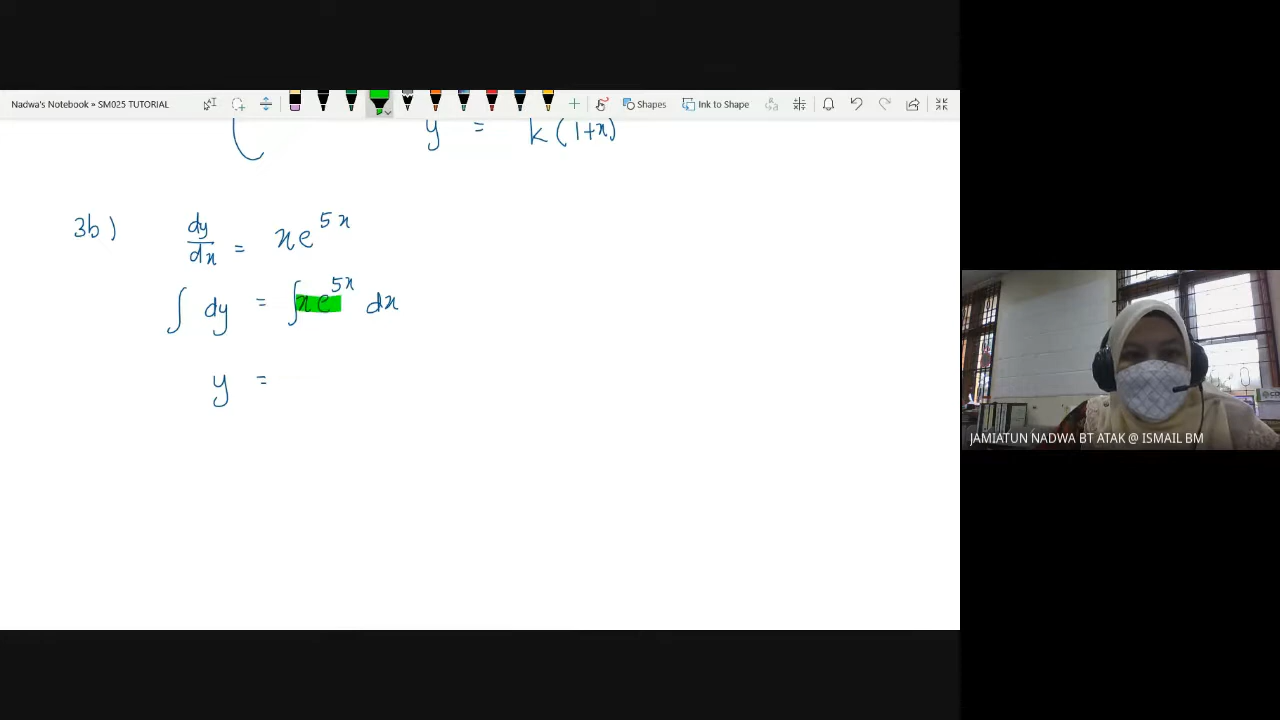 Nadwa's Notebook » SM025 TUTORIAL
Shapes
Ink to Shape
y = k(1+x)
3b) dy/dx = xe^{5x}
∫ dy = ∫xe^{5x} dx
y =
JAMIATUN NADWA BT ATAK @ ISMAIL BM